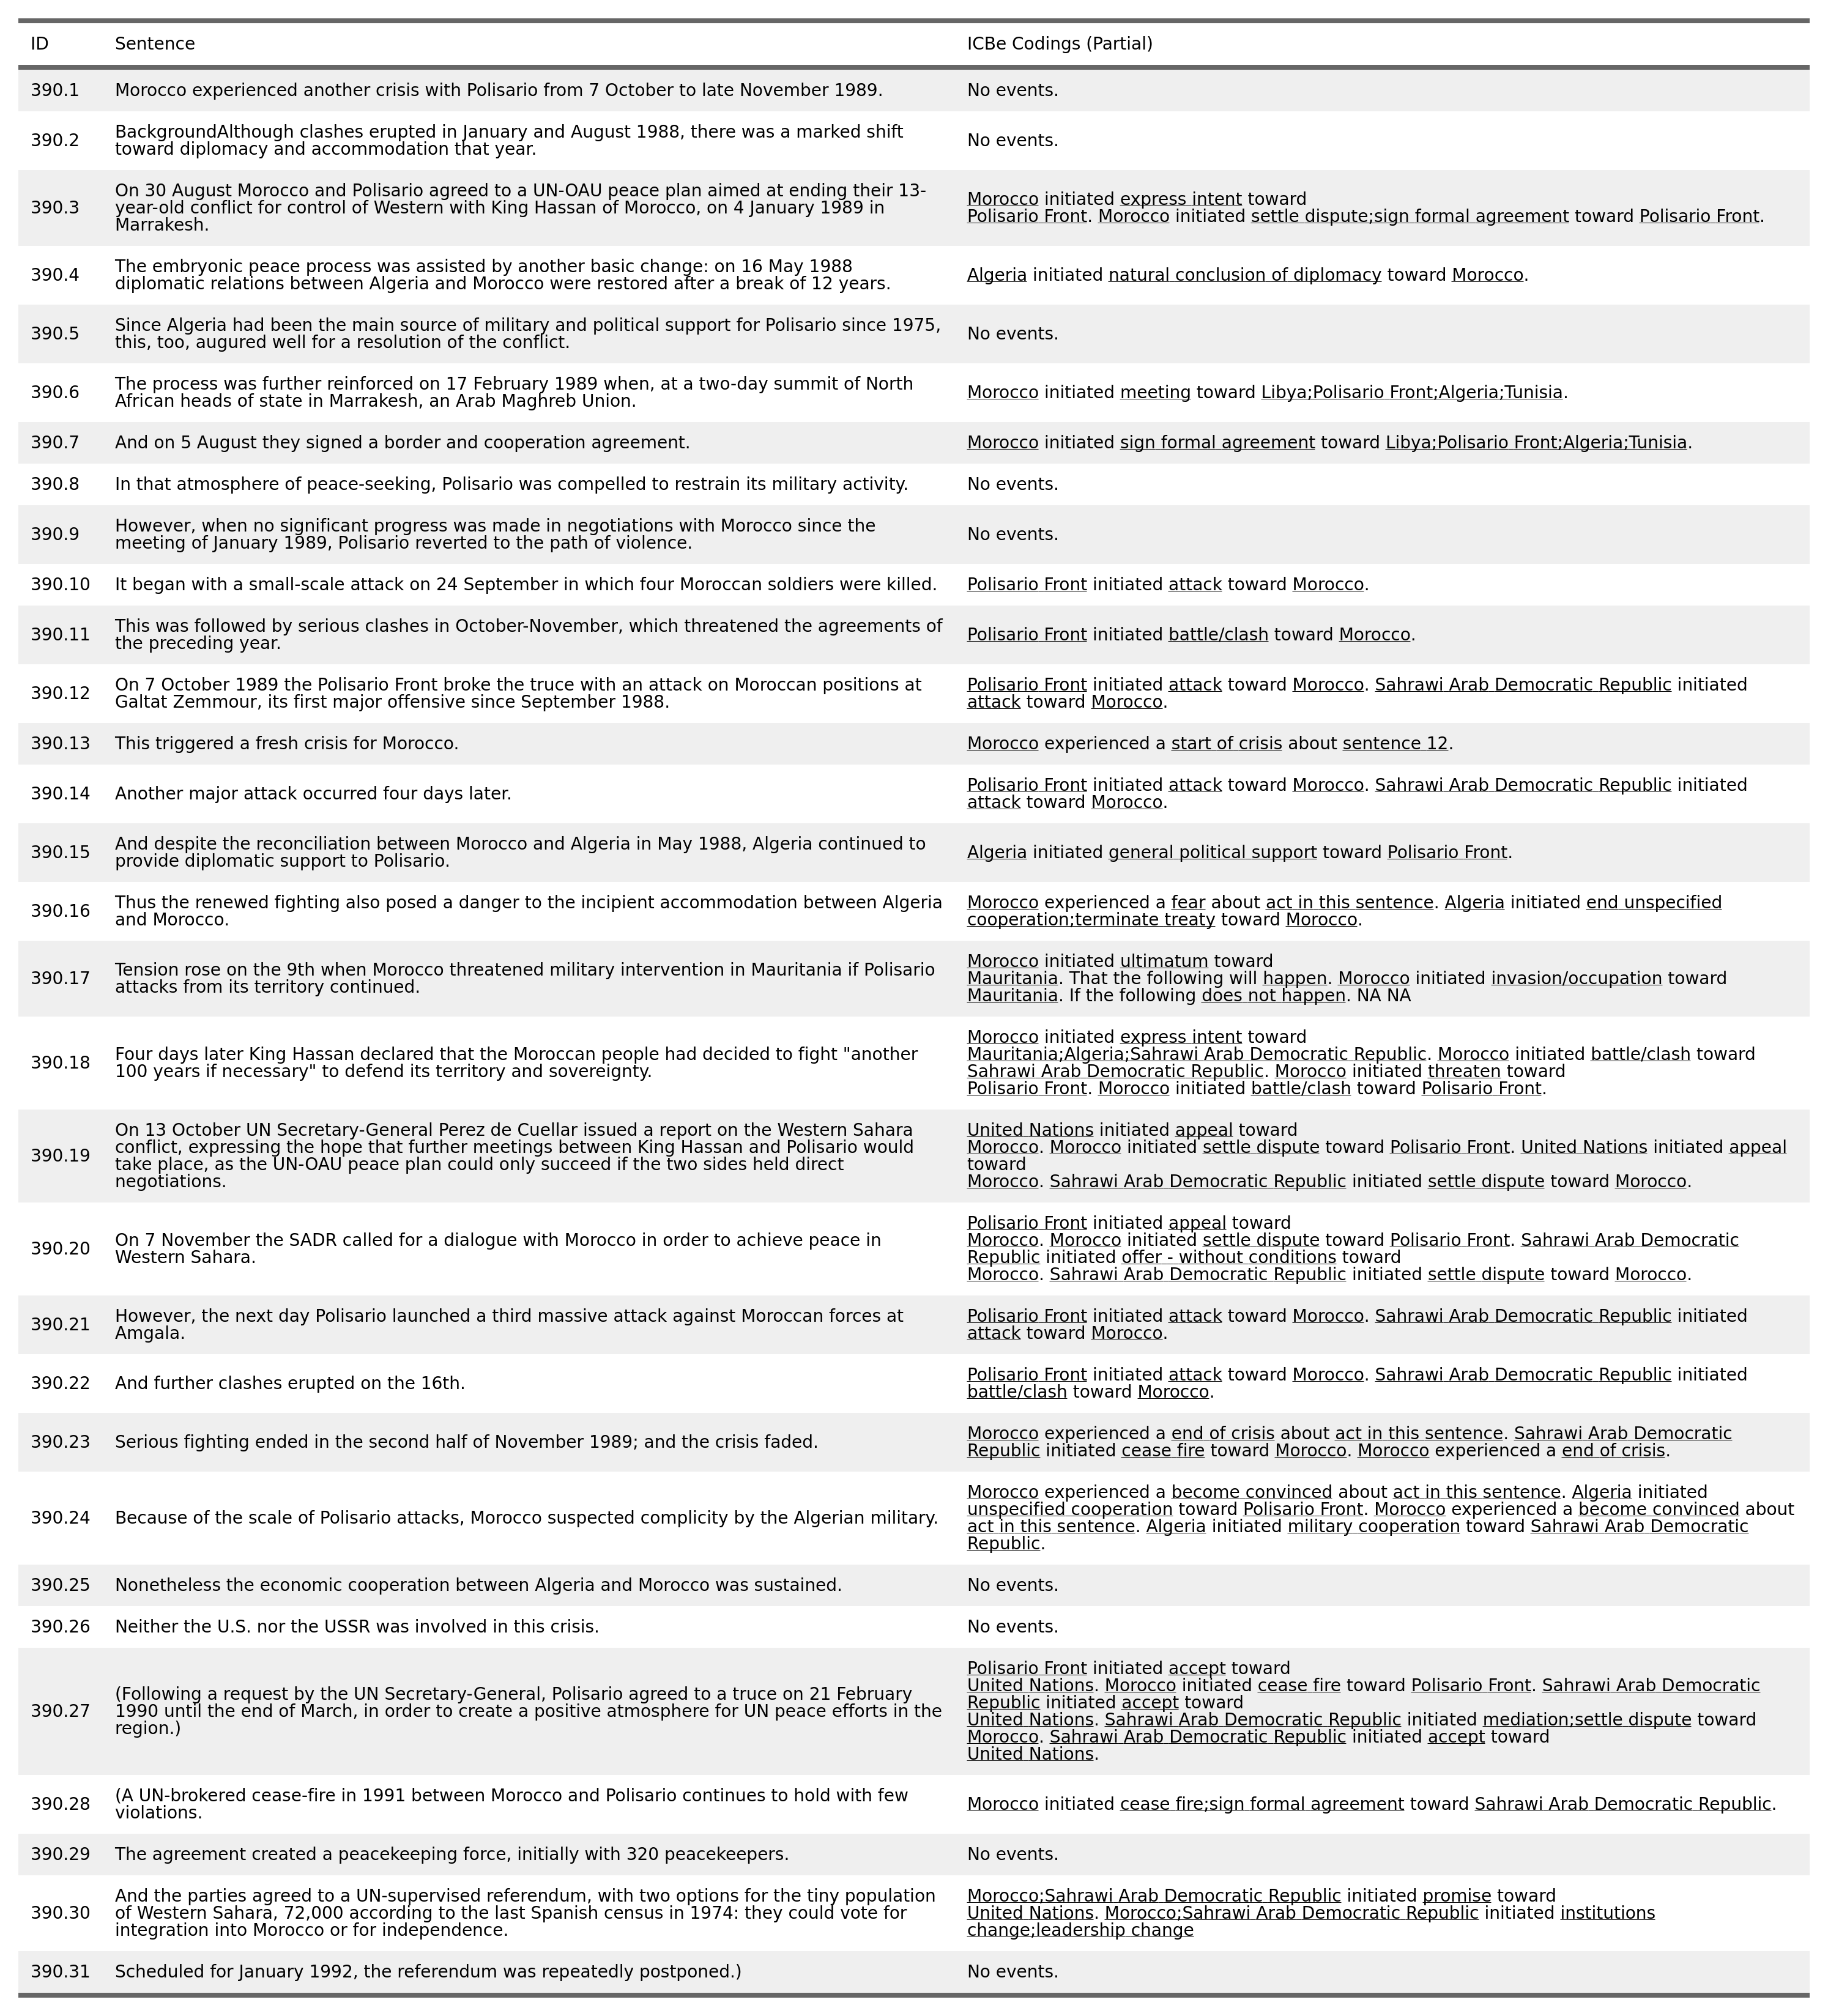 ID Sentence ICBe Codings (Partial)
390.1 Morocco experienced another crisis with Polisario from 7 October to late November 1989. No events.
390.2 BackgroundAlthough clashes erupted in January and August 1988, there was a marked shift
toward diplomacy and accommodation that year.
No events.
390.3 On 30 August Morocco and Polisario agreed to a UN-OAU peace plan aimed at ending their 13-
year-old conflict for control of Western with King Hassan of Morocco, on 4 January 1989 in
Marrakesh.
Morocco initiated express intent toward
Polisario Front. Morocco initiated settle dispute;sign formal agreement toward Polisario Front.
390.4 The embryonic peace process was assisted by another basic change: on 16 May 1988
diplomatic relations between Algeria and Morocco were restored after a break of 12 years.
Algeria initiated natural conclusion of diplomacy toward Morocco.
390.5 Since Algeria had been the main source of military and political support for Polisario since 1975,
this, too, augured well for a resolution of the conflict.
No events.
390.6 The process was further reinforced on 17 February 1989 when, at a two-day summit of North
African heads of state in Marrakesh, an Arab Maghreb Union.
Morocco initiated meeting toward Libya;Polisario Front;Algeria;Tunisia.
390.7 And on 5 August they signed a border and cooperation agreement. Morocco initiated sign formal agreement toward Libya;Polisario Front;Algeria;Tunisia.
390.8 In that atmosphere of peace-seeking, Polisario was compelled to restrain its military activity. No events.
390.9 However, when no significant progress was made in negotiations with Morocco since the
meeting of January 1989, Polisario reverted to the path of violence.
No events.
390.10 It began with a small-scale attack on 24 September in which four Moroccan soldiers were killed. Polisario Front initiated attack toward Morocco.
390.11 This was followed by serious clashes in October-November, which threatened the agreements of
the preceding year.
Polisario Front initiated battle/clash toward Morocco.
390.12 On 7 October 1989 the Polisario Front broke the truce with an attack on Moroccan positions at
Galtat Zemmour, its first major offensive since September 1988.
Polisario Front initiated attack toward Morocco. Sahrawi Arab Democratic Republic initiated
attack toward Morocco.
390.13 This triggered a fresh crisis for Morocco. Morocco experienced a start of crisis about sentence 12.
390.14 Another major attack occurred four days later.
Polisario Front initiated attack toward Morocco. Sahrawi Arab Democratic Republic initiated
attack toward Morocco.
390.15 And despite the reconciliation between Morocco and Algeria in May 1988, Algeria continued to
provide diplomatic support to Polisario.
Algeria initiated general political support toward Polisario Front.
390.16 Thus the renewed fighting also posed a danger to the incipient accommodation between Algeria
and Morocco.
Morocco experienced a fear about act in this sentence. Algeria initiated end unspecified
cooperation;terminate treaty toward Morocco.
390.17 Tension rose on the 9th when Morocco threatened military intervention in Mauritania if Polisario
attacks from its territory continued.
Morocco initiated ultimatum toward
Mauritania. That the following will happen. Morocco initiated invasion/occupation toward
Mauritania. If the following does not happen. NA NA
390.18 Four days later King Hassan declared that the Moroccan people had decided to fight "another
100 years if necessary" to defend its territory and sovereignty.
Morocco initiated express intent toward
Mauritania;Algeria;Sahrawi Arab Democratic Republic. Morocco initiated battle/clash toward
Sahrawi Arab Democratic Republic. Morocco initiated threaten toward
Polisario Front. Morocco initiated battle/clash toward Polisario Front.
390.19 On 13 October UN Secretary-General Perez de Cuellar issued a report on the Western Sahara
conflict, expressing the hope that further meetings between King Hassan and Polisario would
take place, as the UN-OAU peace plan could only succeed if the two sides held direct
negotiations.
United Nations initiated appeal toward
Morocco. Morocco initiated settle dispute toward Polisario Front. United Nations initiated appeal
toward
Morocco. Sahrawi Arab Democratic Republic initiated settle dispute toward Morocco.
390.20 On 7 November the SADR called for a dialogue with Morocco in order to achieve peace in
Western Sahara.
Polisario Front initiated appeal toward
Morocco. Morocco initiated settle dispute toward Polisario Front. Sahrawi Arab Democratic
Republic initiated offer - without conditions toward
Morocco. Sahrawi Arab Democratic Republic initiated settle dispute toward Morocco.
390.21 However, the next day Polisario launched a third massive attack against Moroccan forces at
Amgala.
Polisario Front initiated attack toward Morocco. Sahrawi Arab Democratic Republic initiated
attack toward Morocco.
390.22 And further clashes erupted on the 16th.
Polisario Front initiated attack toward Morocco. Sahrawi Arab Democratic Republic initiated
battle/clash toward Morocco.
390.23 Serious fighting ended in the second half of November 1989; and the crisis faded.
Morocco experienced a end of crisis about act in this sentence. Sahrawi Arab Democratic
Republic initiated cease fire toward Morocco. Morocco experienced a end of crisis.
390.24 Because of the scale of Polisario attacks, Morocco suspected complicity by the Algerian military.
Morocco experienced a become convinced about act in this sentence. Algeria initiated
unspecified cooperation toward Polisario Front. Morocco experienced a become convinced about
act in this sentence. Algeria initiated military cooperation toward Sahrawi Arab Democratic
Republic.
390.25 Nonetheless the economic cooperation between Algeria and Morocco was sustained. No events.
390.26 Neither the U.S. nor the USSR was involved in this crisis. No events.
390.27 (Following a request by the UN Secretary-General, Polisario agreed to a truce on 21 February
1990 until the end of March, in order to create a positive atmosphere for UN peace efforts in the
region.)
Polisario Front initiated accept toward
United Nations. Morocco initiated cease fire toward Polisario Front. Sahrawi Arab Democratic
Republic initiated accept toward
United Nations. Sahrawi Arab Democratic Republic initiated mediation;settle dispute toward
Morocco. Sahrawi Arab Democratic Republic initiated accept toward
United Nations.
390.28 (A UN-brokered cease-fire in 1991 between Morocco and Polisario continues to hold with few
violations.
Morocco initiated cease fire;sign formal agreement toward Sahrawi Arab Democratic Republic.
390.29 The agreement created a peacekeeping force, initially with 320 peacekeepers. No events.
390.30 And the parties agreed to a UN-supervised referendum, with two options for the tiny population
of Western Sahara, 72,000 according to the last Spanish census in 1974: they could vote for
integration into Morocco or for independence.
Morocco;Sahrawi Arab Democratic Republic initiated promise toward
United Nations. Morocco;Sahrawi Arab Democratic Republic initiated institutions
change;leadership change
390.31 Scheduled for January 1992, the referendum was repeatedly postponed.) No events.